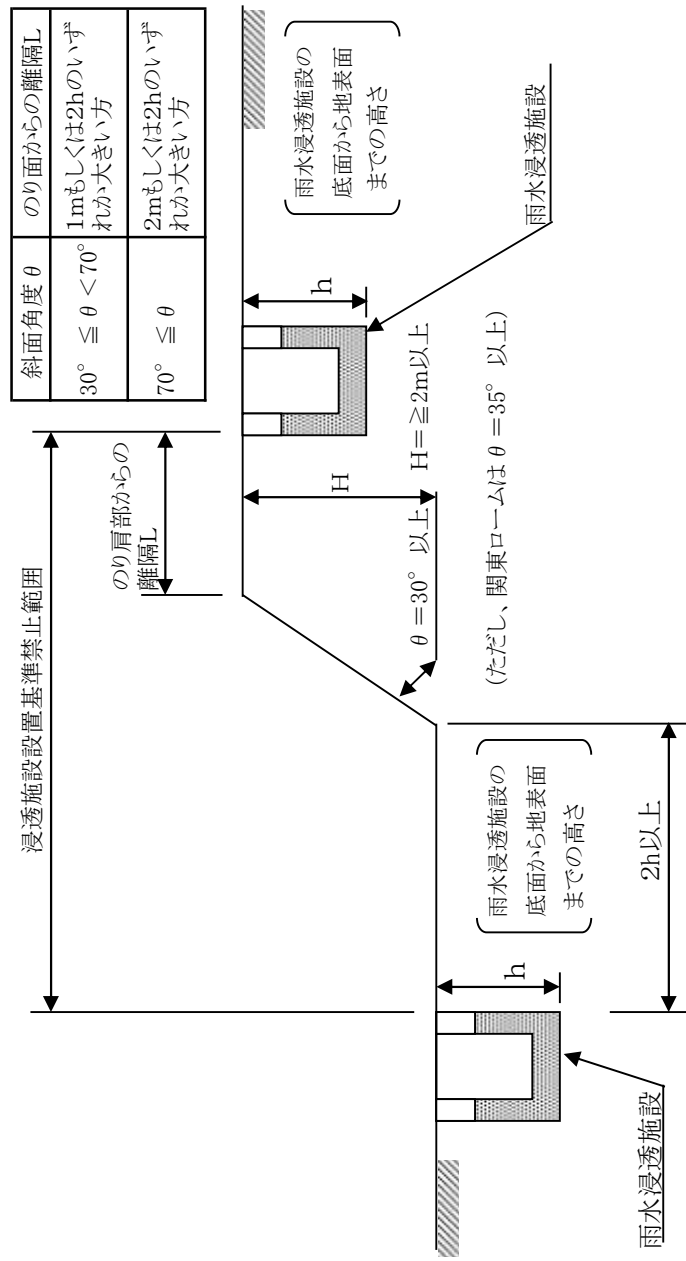 浸透施設設置基準禁止範囲
のり肩部からの
離隔L
斜面角度 θ
のり面からの離隔L
30° ≦ θ <70°
1mもしくは2hのいず
れか大きい方
70° ≦ θ
2mもしくは2hのいず
れか大きい方
H
h
雨水浸透施設の
底面から地表面
までの高さ
θ =30° 以上
H=≧2m以上
(ただし、関東ロームは θ =35° 以上)
雨水浸透施設
h
雨水浸透施設の
底面から地表面
までの高さ
2h以上
雨水浸透施設